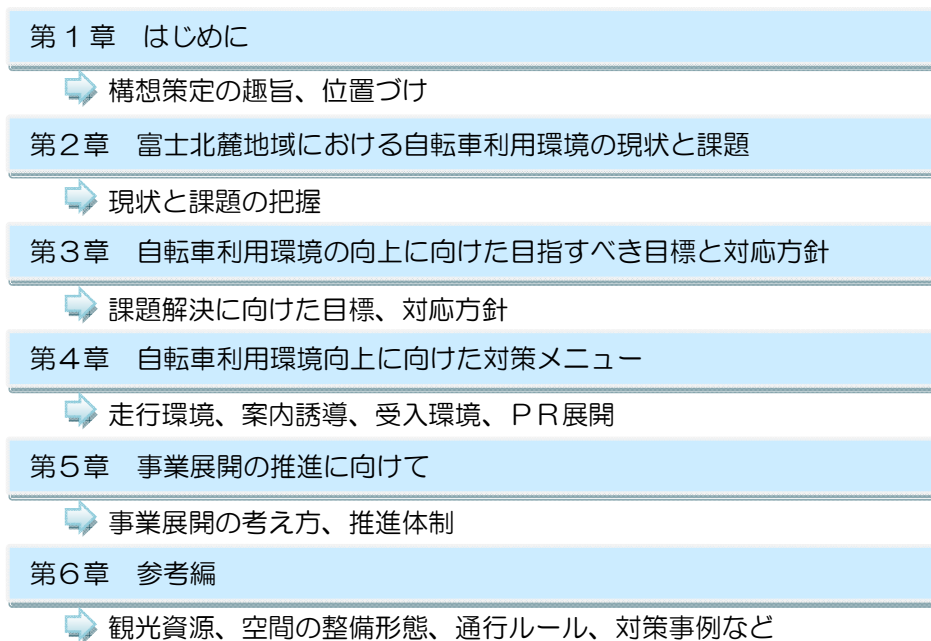 第１章　はじめに
構想策定の趣旨、位置づけ
第２章　富士北麓地域における自転車利用環境の現状と課題
現状と課題の把握
第３章　自転車利用環境の向上に向けた目指すべき目標と対応方針
課題解決に向けた目標、対応方針
第４章　自転車利用環境向上に向けた対策メニュー
走行環境、案内誘導、受入環境、ＰＲ展開
第５章　事業展開の推進に向けて
事業展開の考え方、推進体制
第６章　参考編
観光資源、空間の整備形態、通行ルール、対策事例など